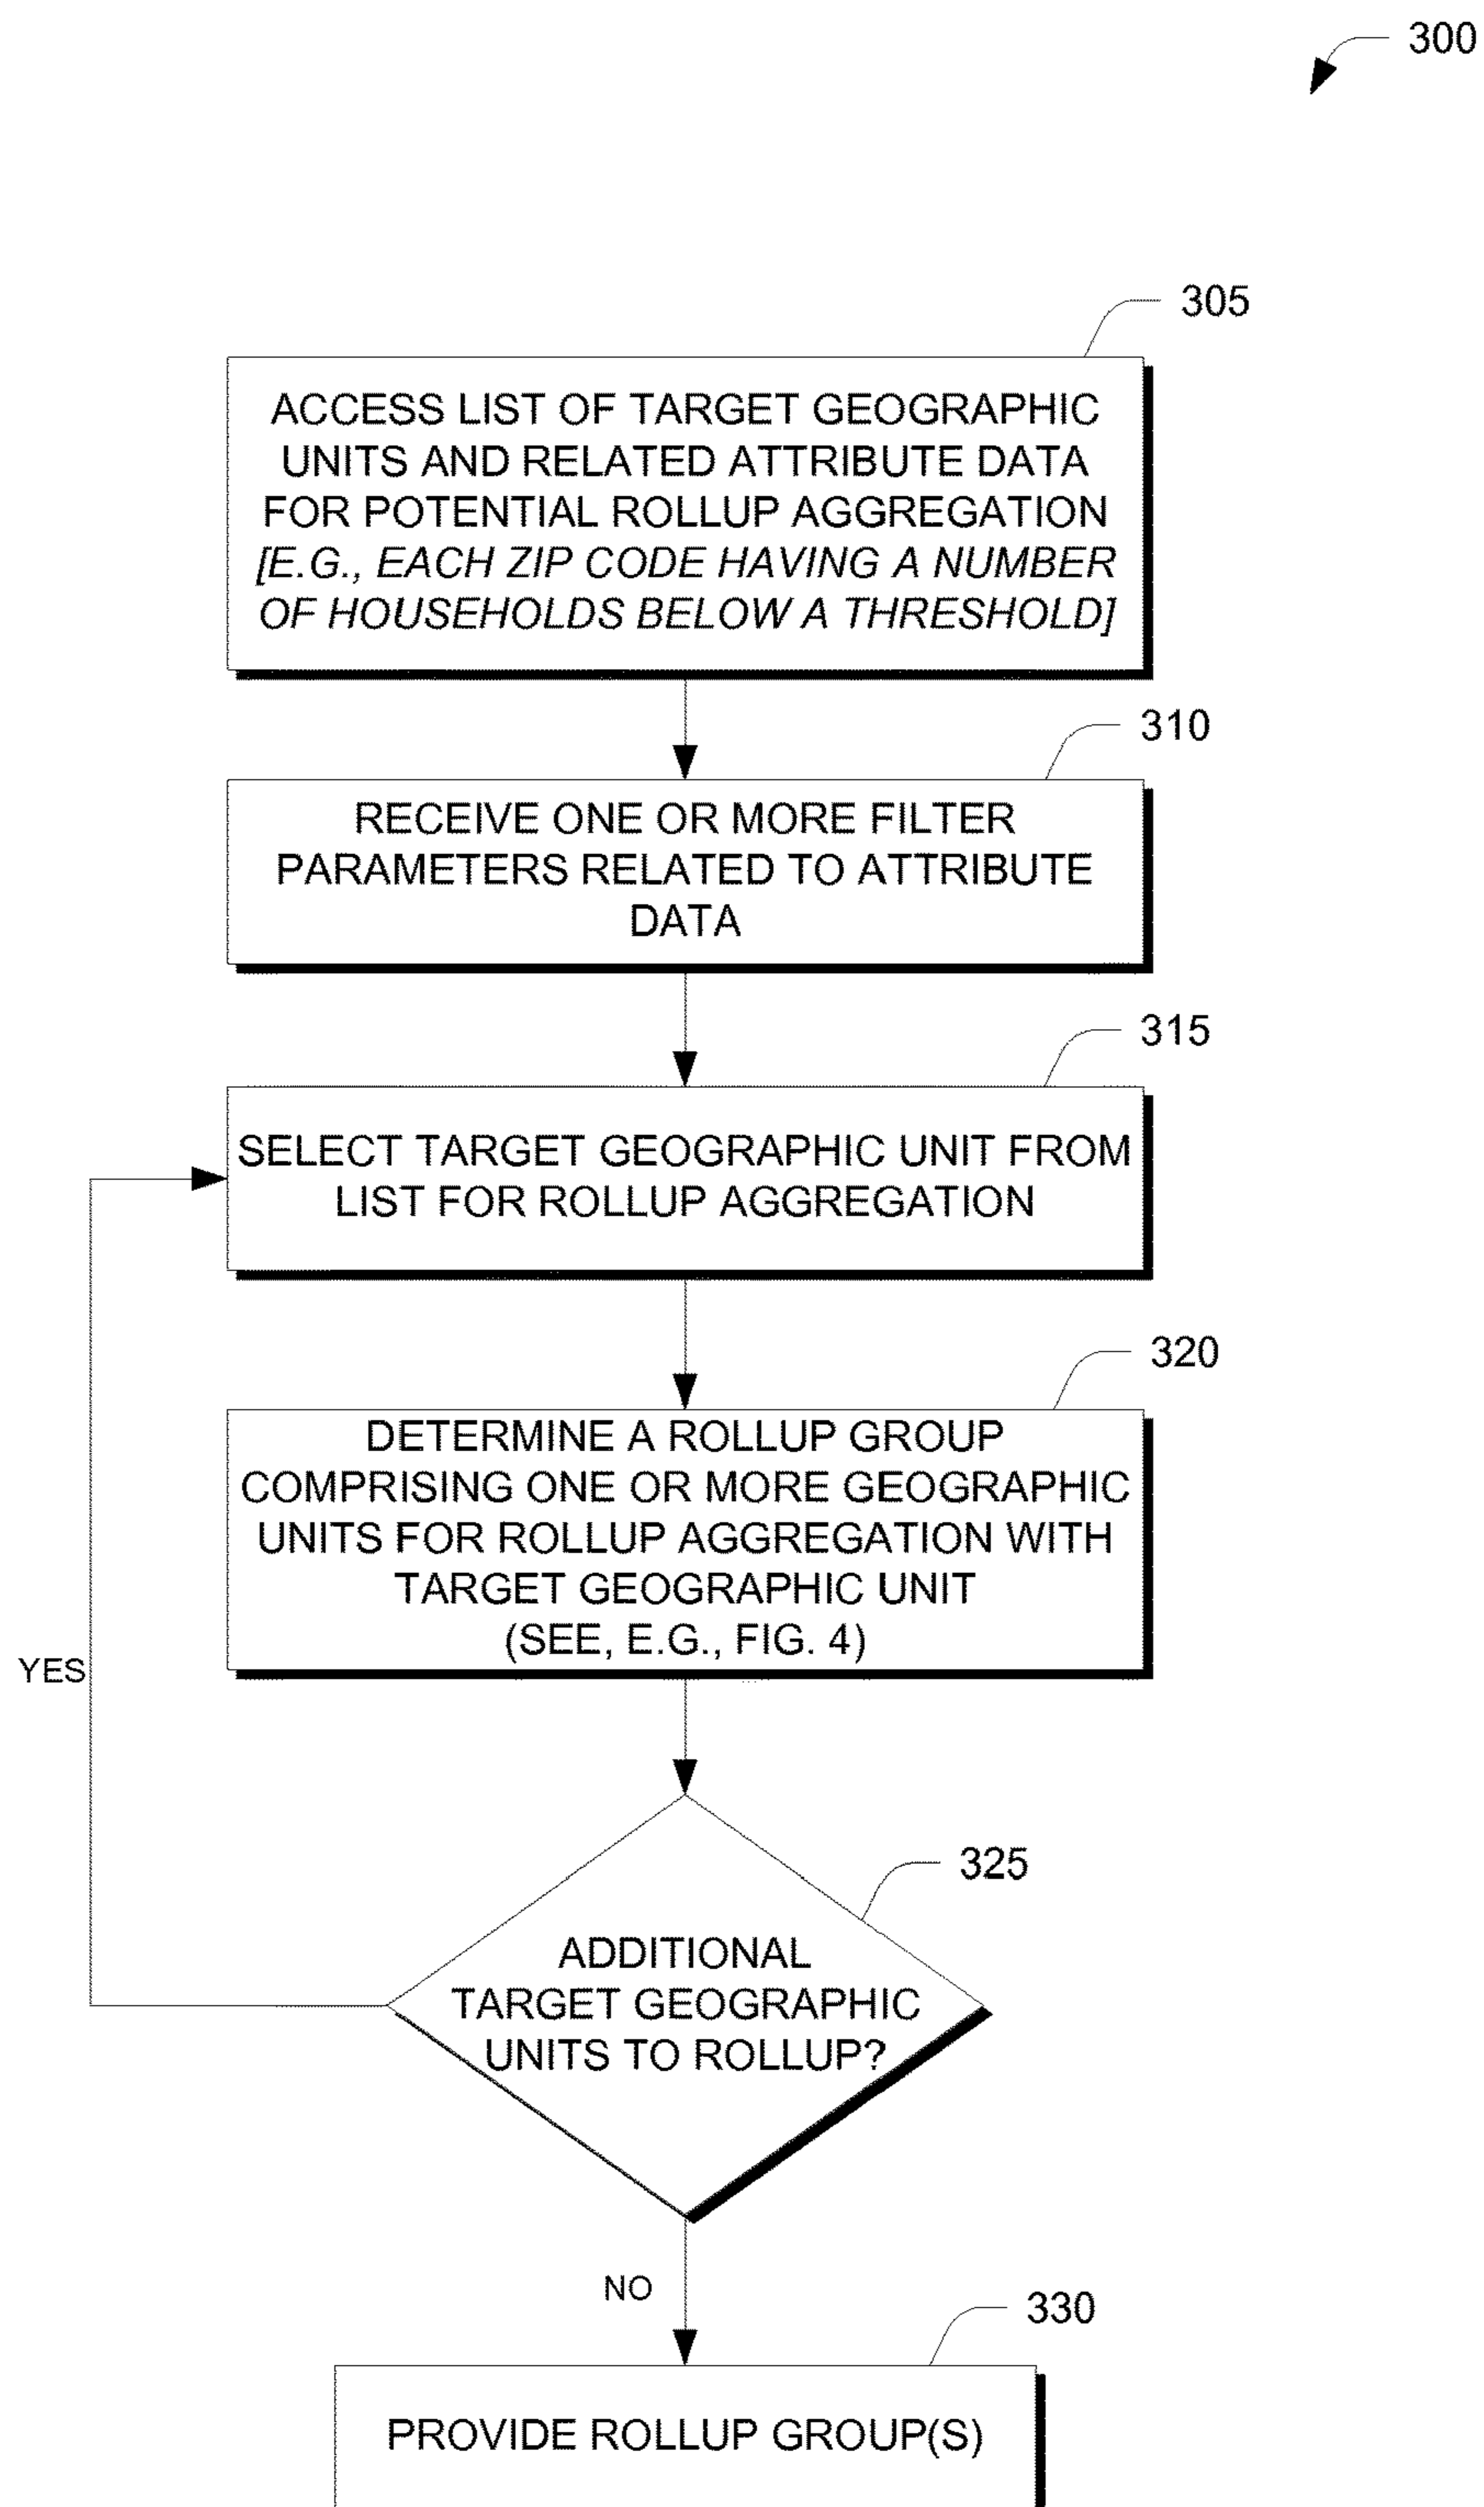 300
305
ACCESS LIST OF TARGET GEOGRAPHIC
UNITS AND RELATED ATTRIBUTE DATA
FOR POTENTIAL ROLLUP AGGREGATION
[E.G., EACH ZIP CODE HAVING A NUMBER
OF HOUSEHOLDS BELOW A THRESHOLD]
310
RECEIVE ONE OR MORE FILTER
PARAMETERS RELATED TO ATTRIBUTE
DATA
315
SELECT TARGET GEOGRAPHIC UNIT FROM
LIST FOR ROLLUP AGGREGATION
320
DETERMINE A ROLLUP GROUP
COMPRISING ONE OR MORE GEOGRAPHIC
UNITS FOR ROLLUP AGGREGATION WITH
TARGET GEOGRAPHIC UNIT
(SEE, E.G., FIG. 4)
YES
325
ADDITIONAL
TARGET GEOGRAPHIC
UNITS TO ROLLUP?
NO
330
PROVIDE ROLLUP GROUP(S)